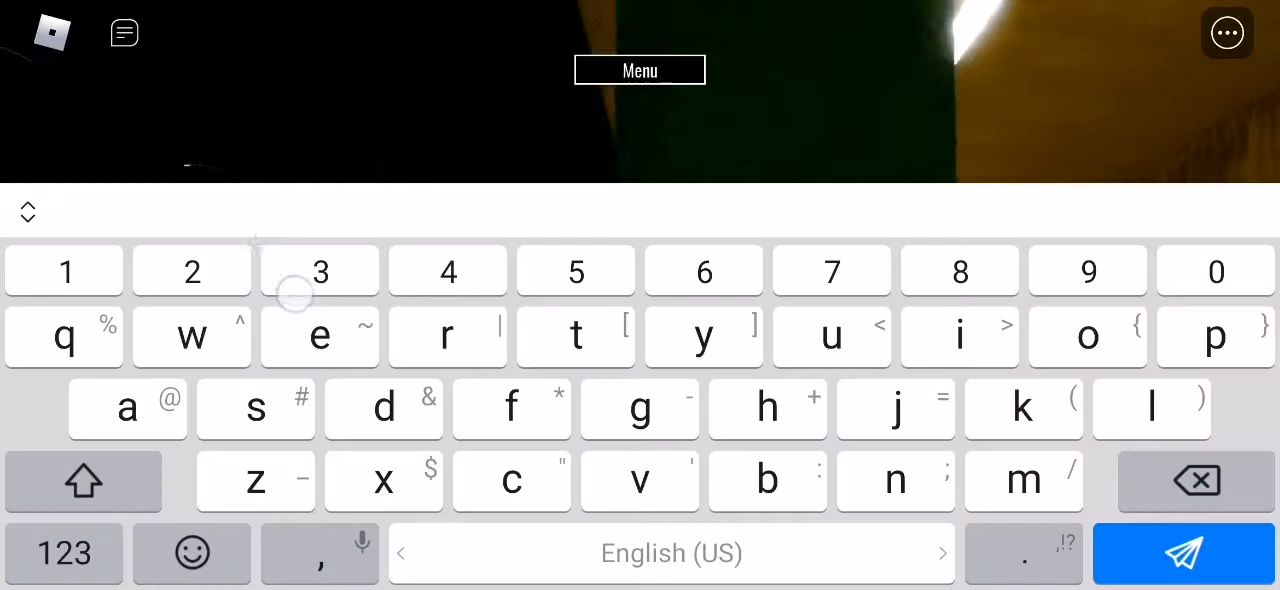 Menu
1 2 3 4 5 6 7 8 9 0
q % w ^ e ~ r | t [ y ] u < i > o { p }
a @ s # d & f * g - h + j = k ( l )
z _ x $ c " v ' b : n ; m / 
123 , < English (US) > . ,!?